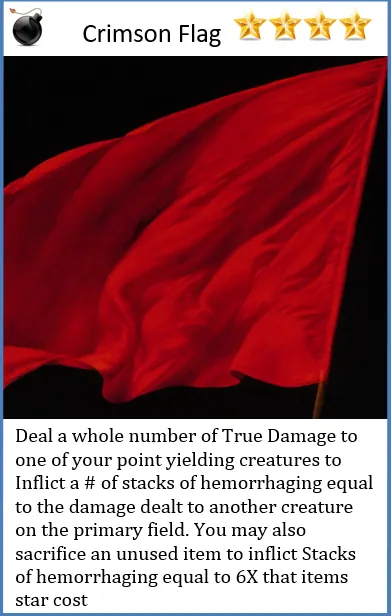 Crimson Flag
Deal a whole number of True Damage to
one of your point yielding creatures to
Inflict a # of stacks of hemorrhaging equal
to the damage dealt to another creature
on the primary field. You may also
sacrifice an unused item to inflict Stacks
of hemorrhaging equal to 6X that items
star cost